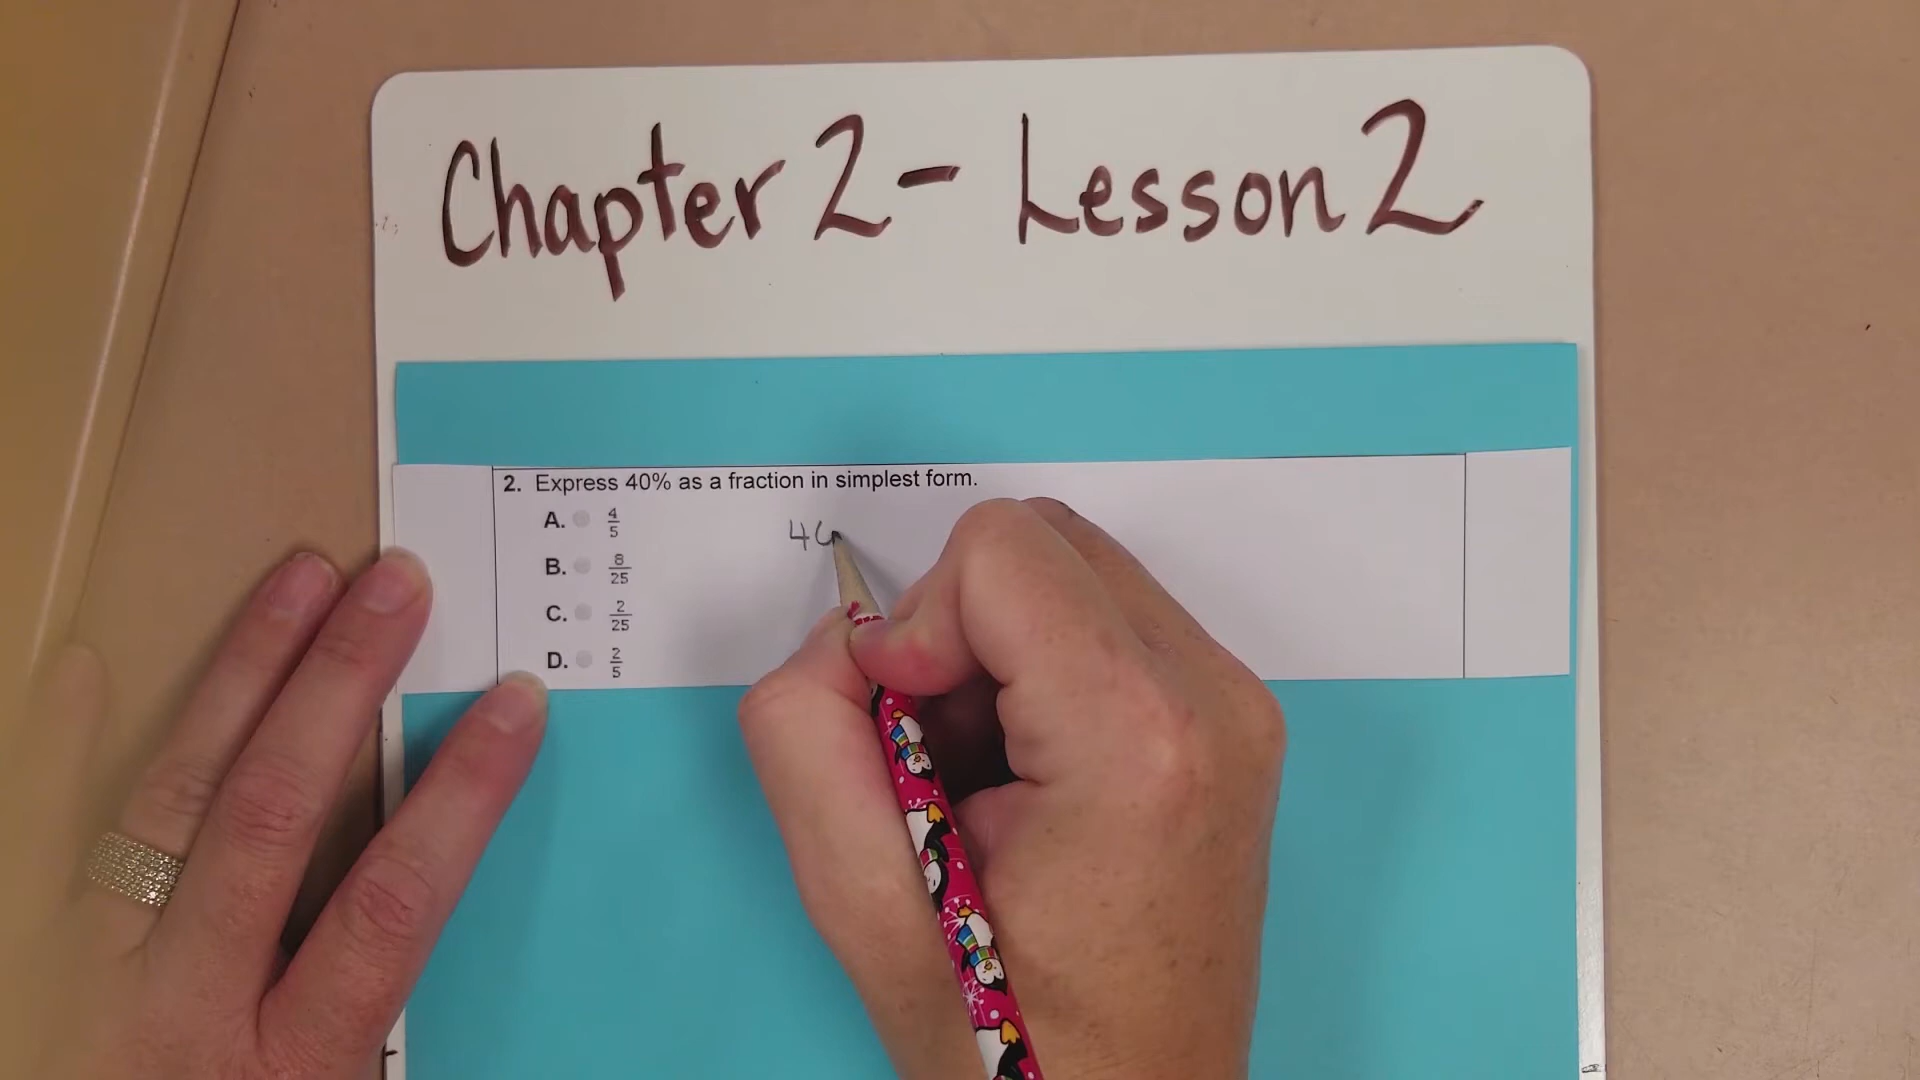 Chapter 2 - Lesson 2
2. Express 40% as a fraction in simplest form.
A. 4/5
B. 8/25
C. 2/25
D. 2/5
40